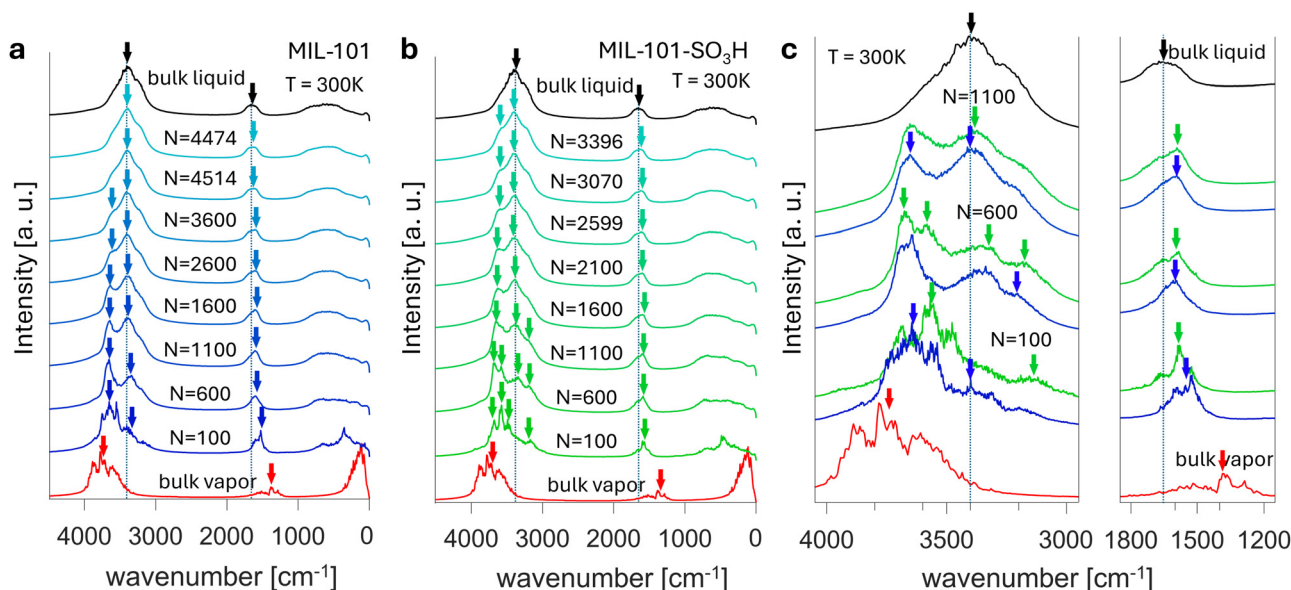 a
MIL-101
bulk liquid
T = 300K
N=4474
N=4514
N=3600
N=2600
N=1600
N=1100
N=600
N=100
bulk vapor
Intensity [a. u.]
4000 3000 2000 1000 0
wavenumber [cm⁻¹]
b
MIL-101-SO₃H
bulk liquid
T = 300K
N=3396
N=3070
N=2599
N=2100
N=1600
N=1100
N=600
N=100
bulk vapor
Intensity [a. u.]
4000 3000 2000 1000 0
wavenumber [cm⁻¹]
c
T = 300K
bulk liquid
N=1100
N=600
N=100
bulk vapor
Intensity [a. u.]
4000 3500 3000 1800 1600 1400 1200
wavenumber [cm⁻¹]